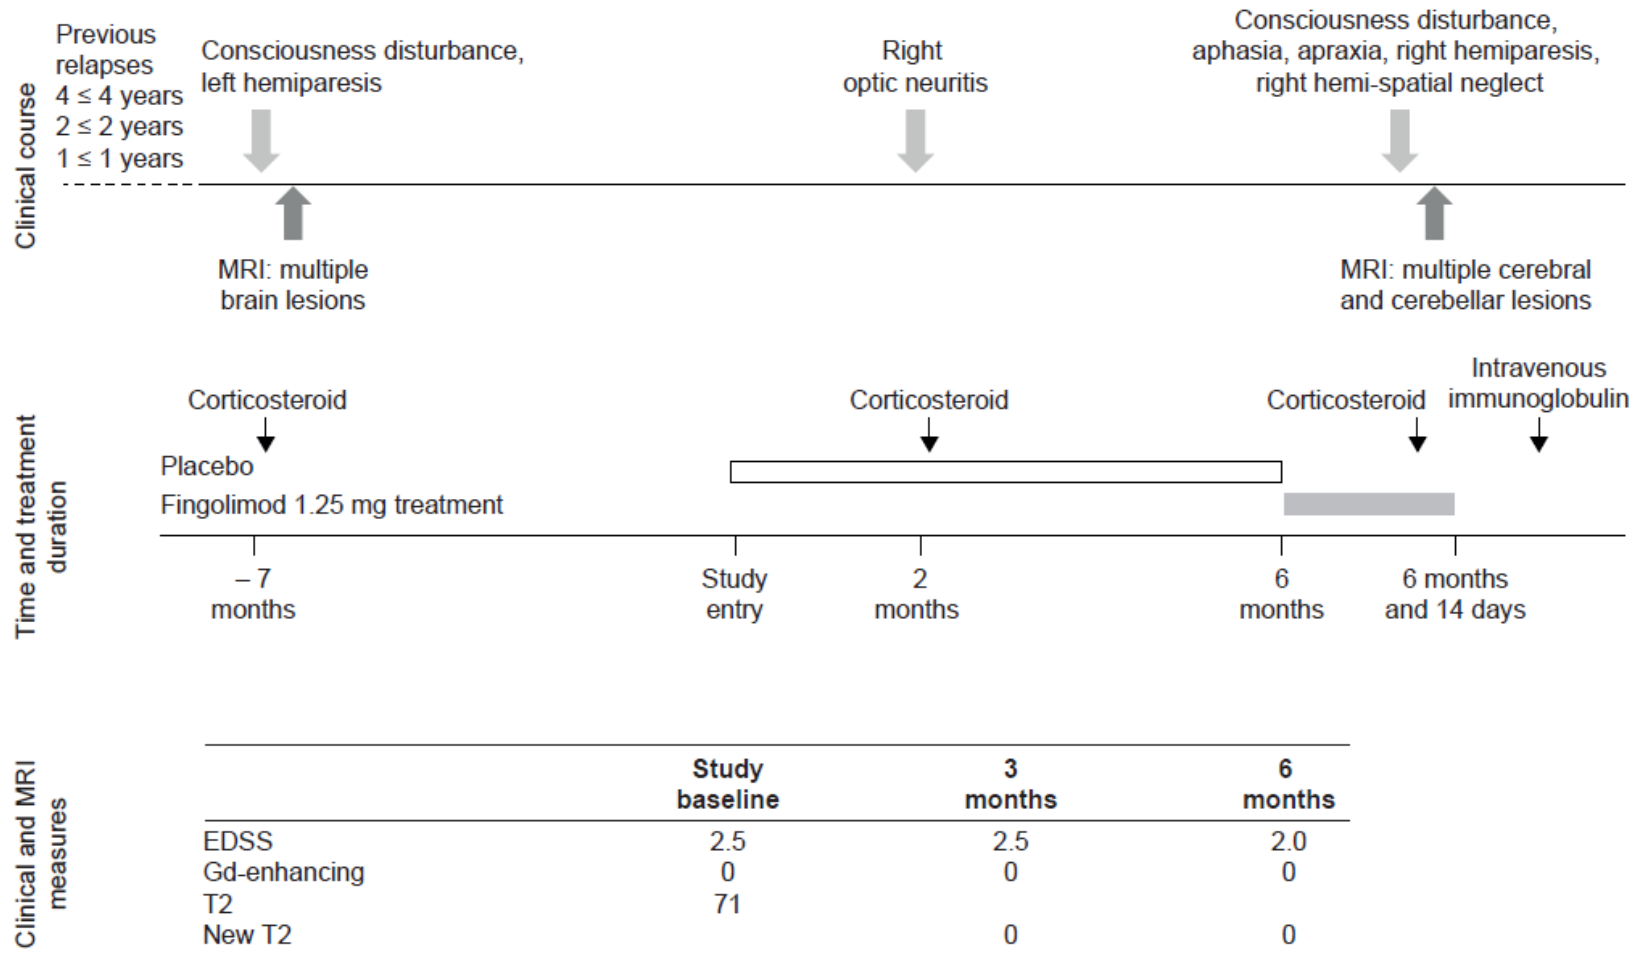 Clinical course
Previous
relapses
4 ≤ 4 years
2 ≤ 2 years
1 ≤ 1 years
Consciousness disturbance,
left hemiparesis
Right
optic neuritis
Consciousness disturbance,
aphasia, apraxia, right hemiparesis,
right hemi-spatial neglect
MRI: multiple
brain lesions
MRI: multiple cerebral
and cerebellar lesions
Time and treatment
duration
Corticosteroid
Corticosteroid
Corticosteroid
Intravenous
immunoglobulin
Placebo
Fingolimod 1.25 mg treatment
– 7
months
Study
entry
2
months
6
months
6 months
and 14 days
Clinical and MRI
measures
Study
baseline
3
months
6
months
EDSS 2.5 2.5 2.0
Gd-enhancing 0 0 0
T2 71
New T2 0 0